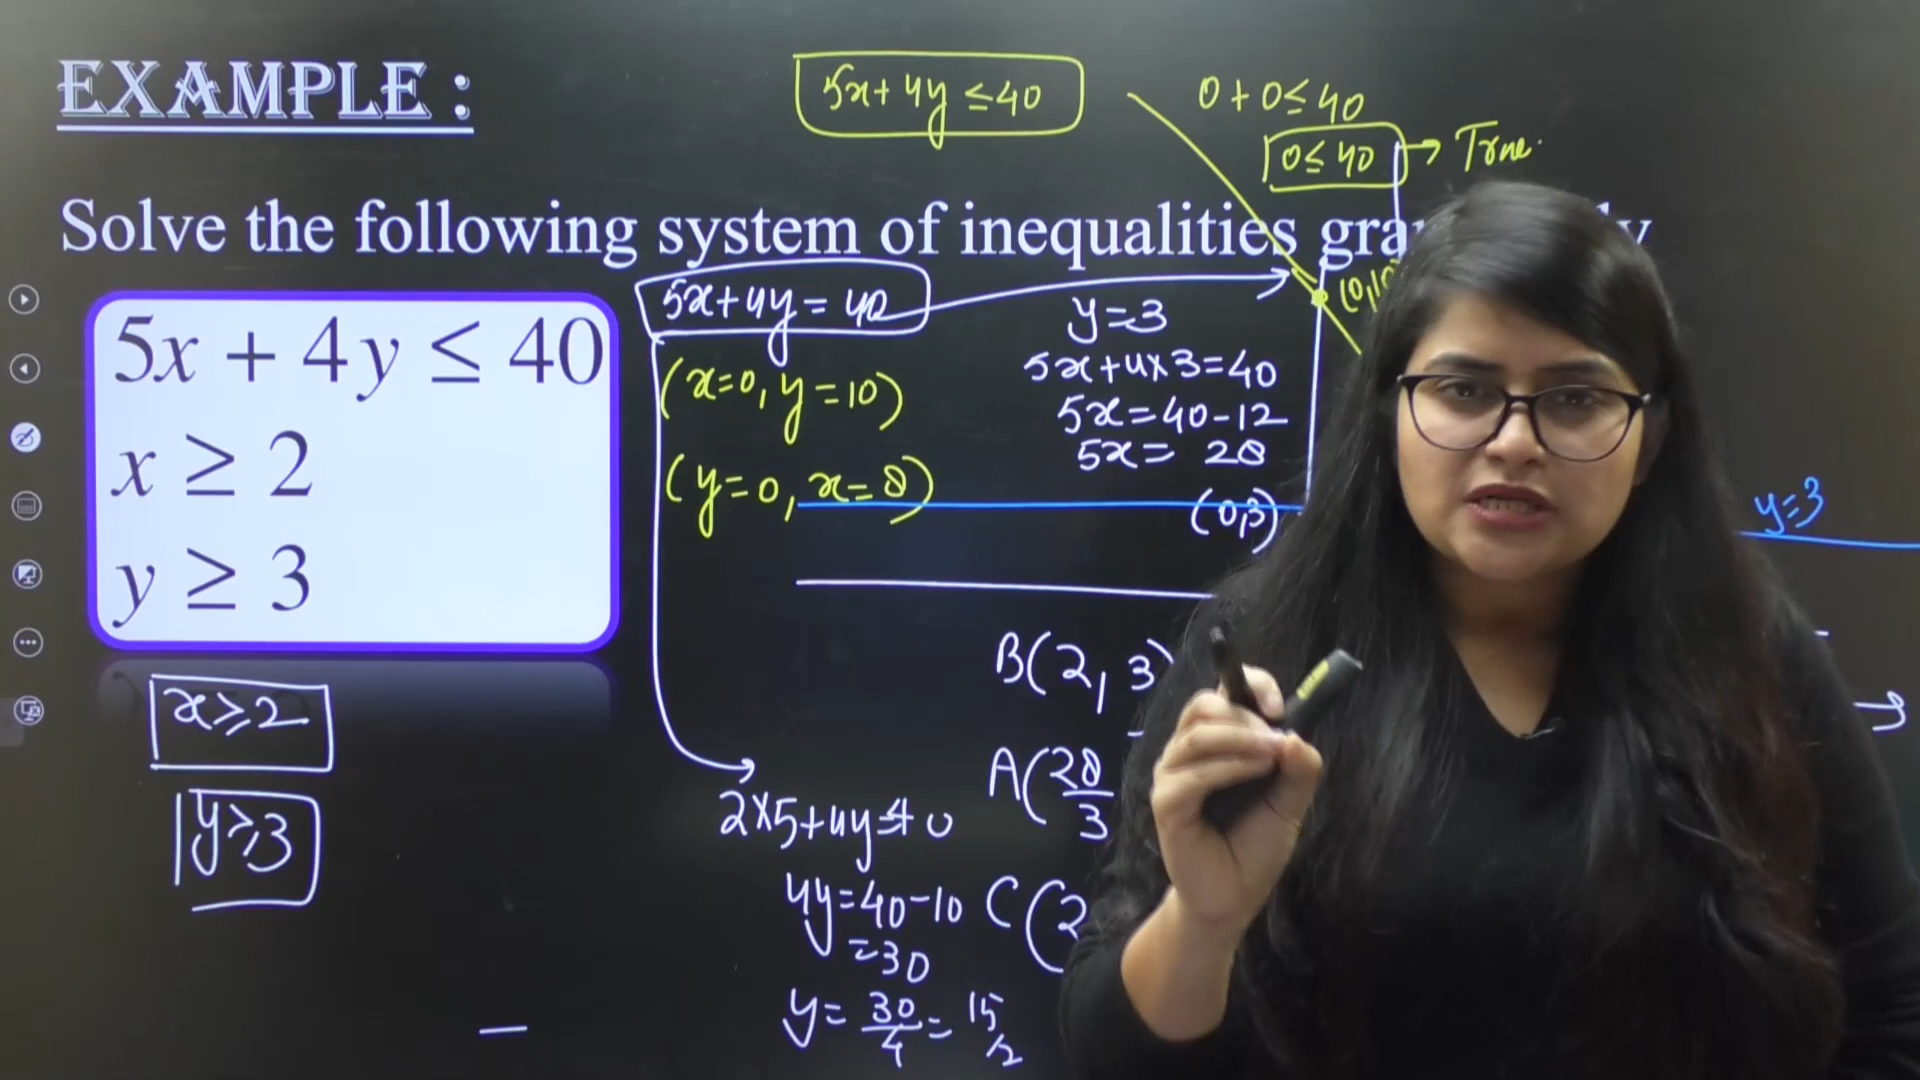 EXAMPLE :
5x+4y ≤40
0+0≤40
0≤40 → True.
Solve the following system of inequalities
5x + 4y ≤ 40
x ≥ 2
y ≥ 3
x≥2
y≥3
5x+4y=40
(x=0, y=10)
(y=0, x=8)
y=3
5x+4x3=40
5x=40-12
5x= 28
(0,3)
y=3
B(2, 3)
A(28/3
C(2
2x5+4y=40
4y=40-10
=30
y= 30/4 = 15/2